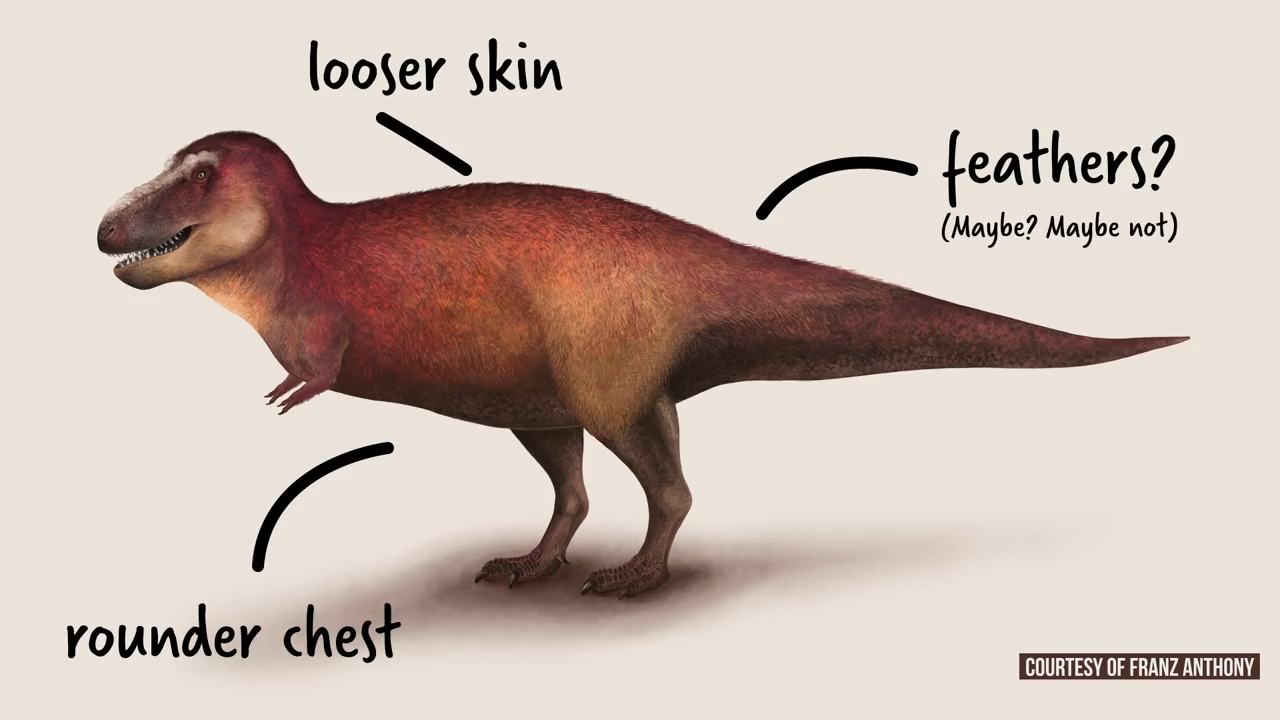 looser skin
feathers?
(Maybe? Maybe not)
rounder chest
COURTESY OF FRANZ ANTHONY